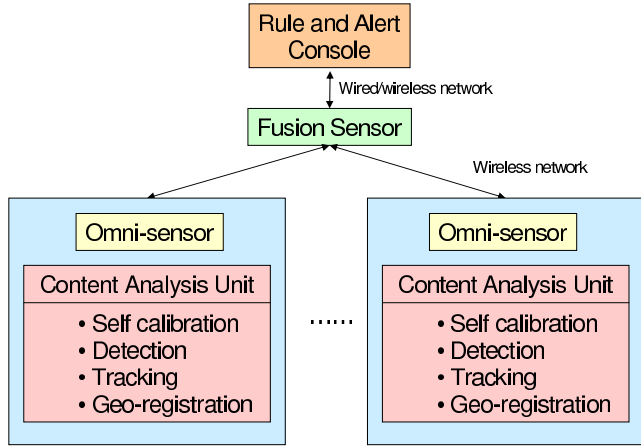 Rule and Alert
Console
Wired/wireless network
Fusion Sensor
Wireless network
Omni-sensor
Content Analysis Unit
• Self calibration
• Detection
• Tracking
• Geo-registration
......
Omni-sensor
Content Analysis Unit
• Self calibration
• Detection
• Tracking
• Geo-registration